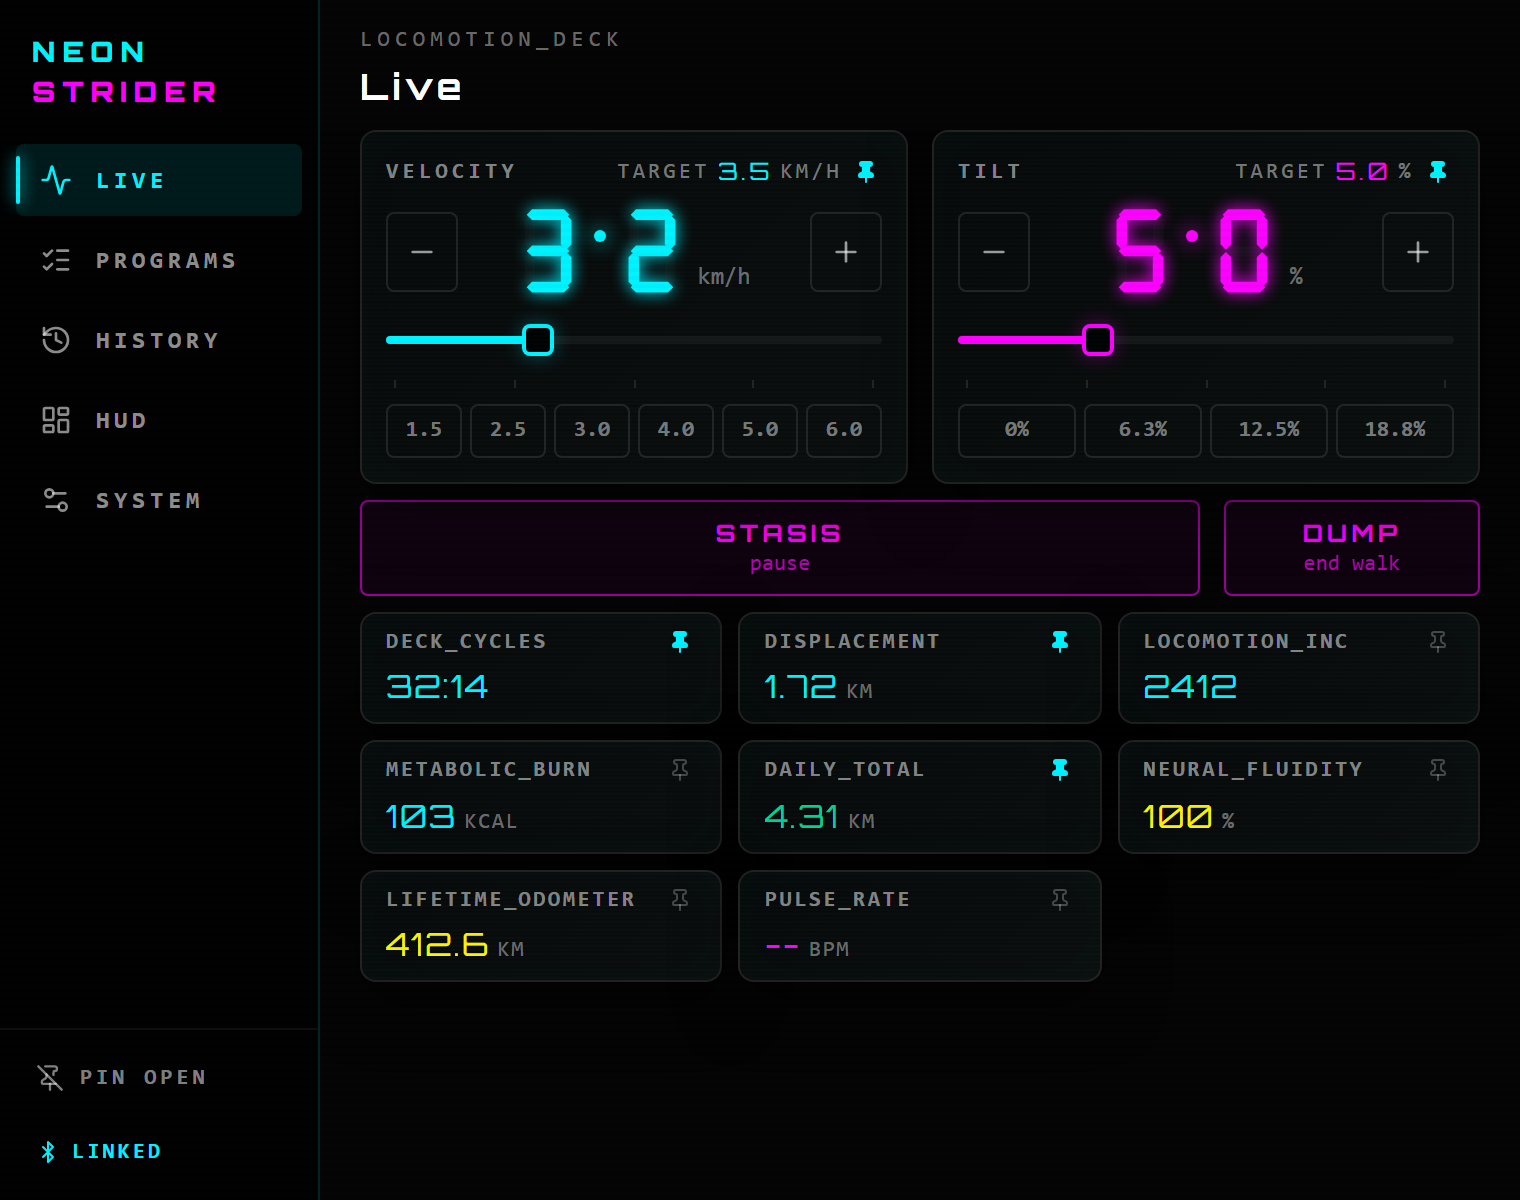 NEON
STRIDER
LIVE
PROGRAMS
HISTORY
HUD
SYSTEM
PIN OPEN
LINKED
LOCOMOTION_DECK
Live
VELOCITY TARGET 3.5 KM/H
− 3.2 km/h +
1.5 2.5 3.0 4.0 5.0 6.0
TILT TARGET 5.0 %
− 5.0 % +
0% 6.3% 12.5% 18.8%
STASIS
pause
DUMP
end walk
DECK_CYCLES
32:14
DISPLACEMENT
1.72 KM
LOCOMOTION_INC
2412
METABOLIC_BURN
103 KCAL
DAILY_TOTAL
4.31 KM
NEURAL_FLUIDITY
100 %
LIFETIME_ODOMETER
412.6 KM
PULSE_RATE
-- BPM